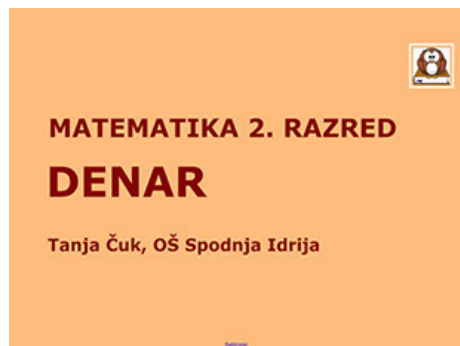 MATEMATIKA 2. RAZRED
DENAR
Tanja Čuk, OŠ Spodnja Idrija